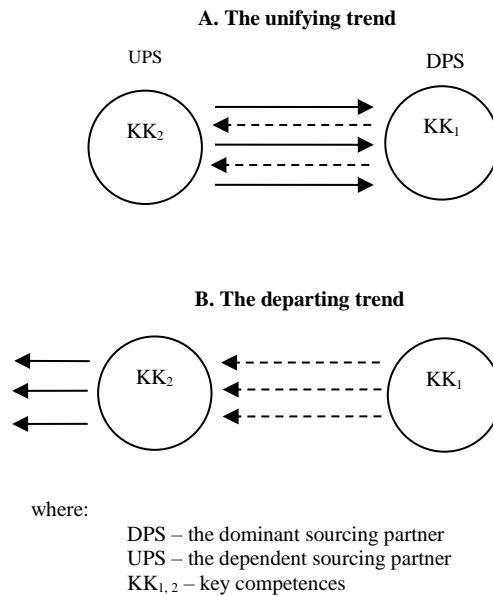 A. The unifying trend
UPS DPS
KK₂ KK₁
B. The departing trend
KK₂ KK₁
where:
DPS – the dominant sourcing partner
UPS – the dependent sourcing partner
KK₁, ₂ – key competences